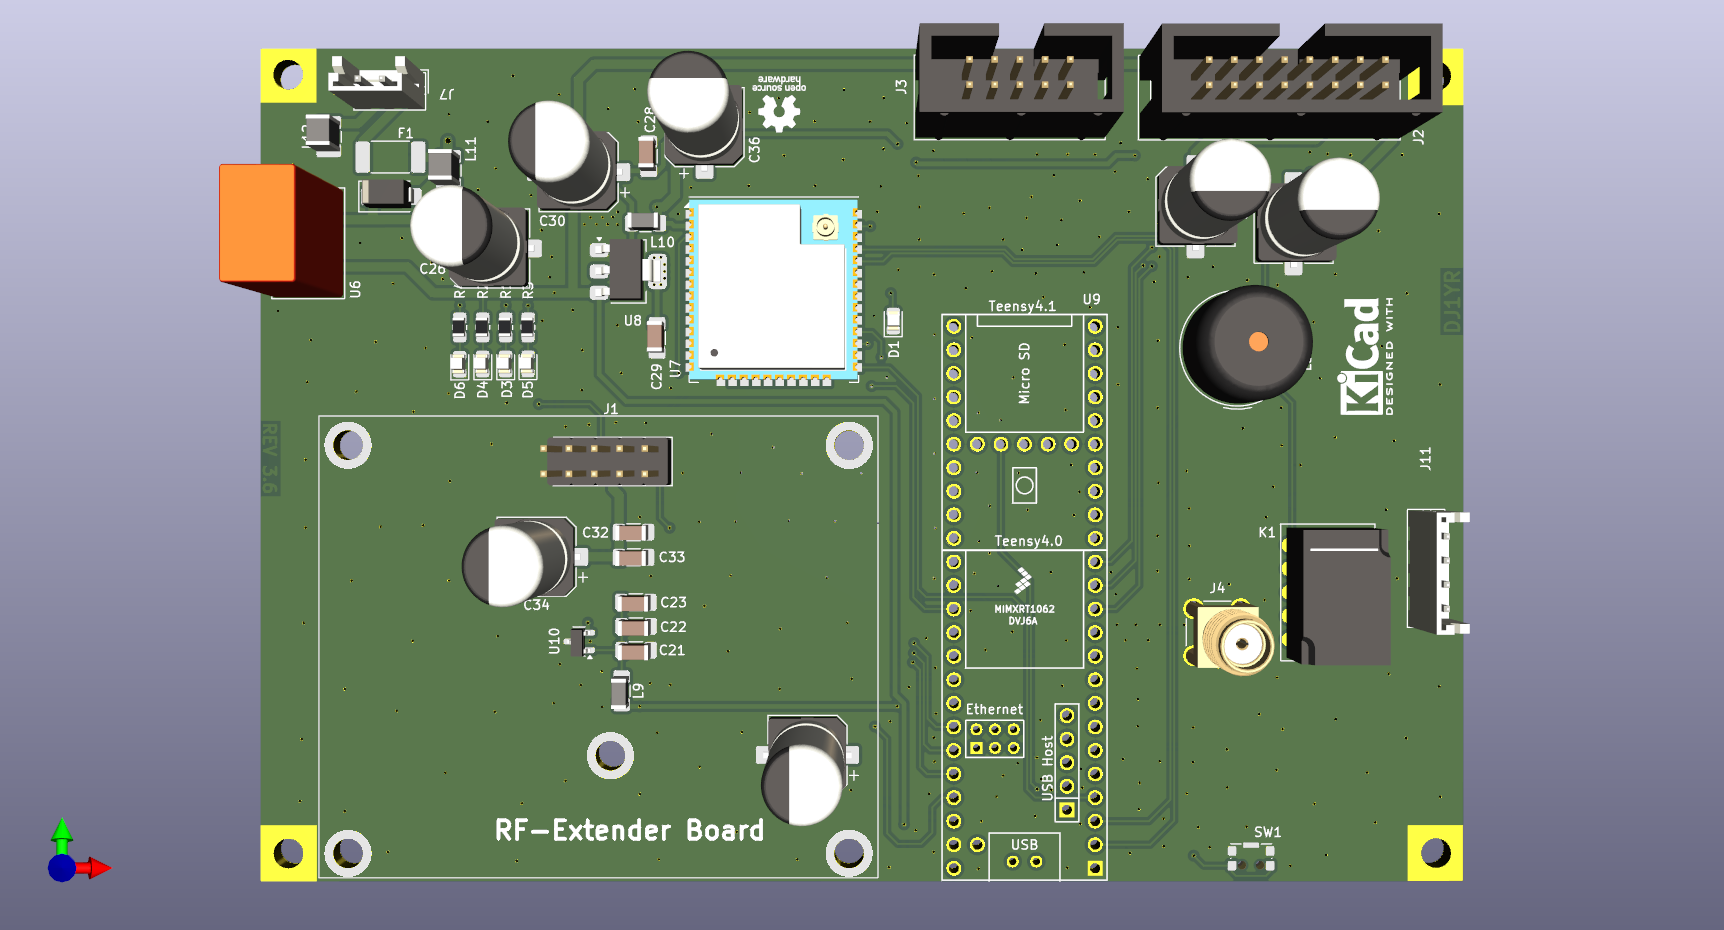 J7
F1
L11
C28
C36
open source
hardware
J3
J2
C30
L10
C26
U6
U8
C29
U7
D1
Teensy4.1
U9
Micro SD
DJ1YR
KiCad
DESIGNED WITH
D6
D4
D3
D5
J1
REV 3.6
J11
C32
C33
C34
Teensy4.0
K1
MIMXRT1062
DVJ6A
J4
C23
C22
C21
U10
L9
Ethernet
USB Host
RF-Extender Board
USB
SW1